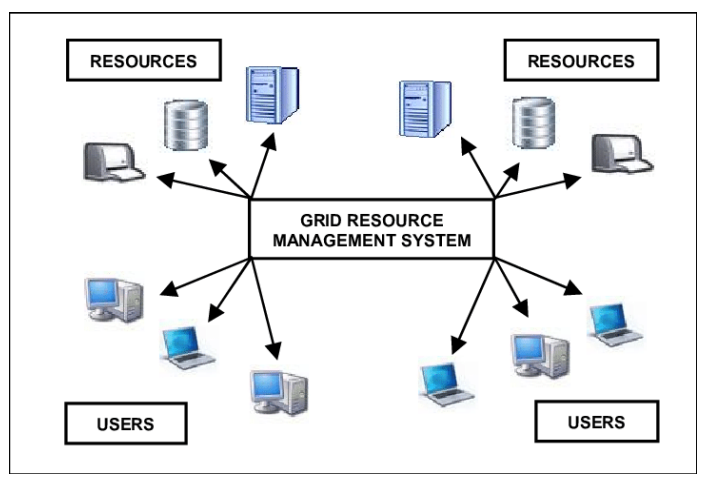 RESOURCES
RESOURCES
GRID RESOURCE
MANAGEMENT SYSTEM
USERS
USERS